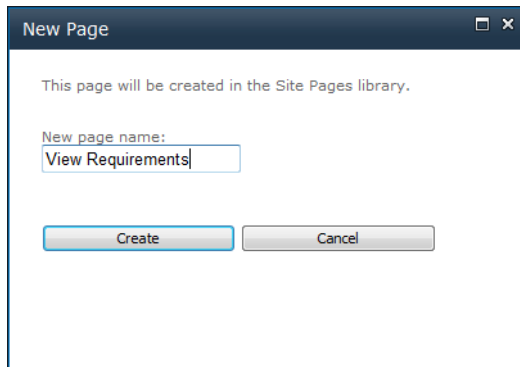 New Page
This page will be created in the Site Pages library.
New page name:
View Requirements
Create Cancel